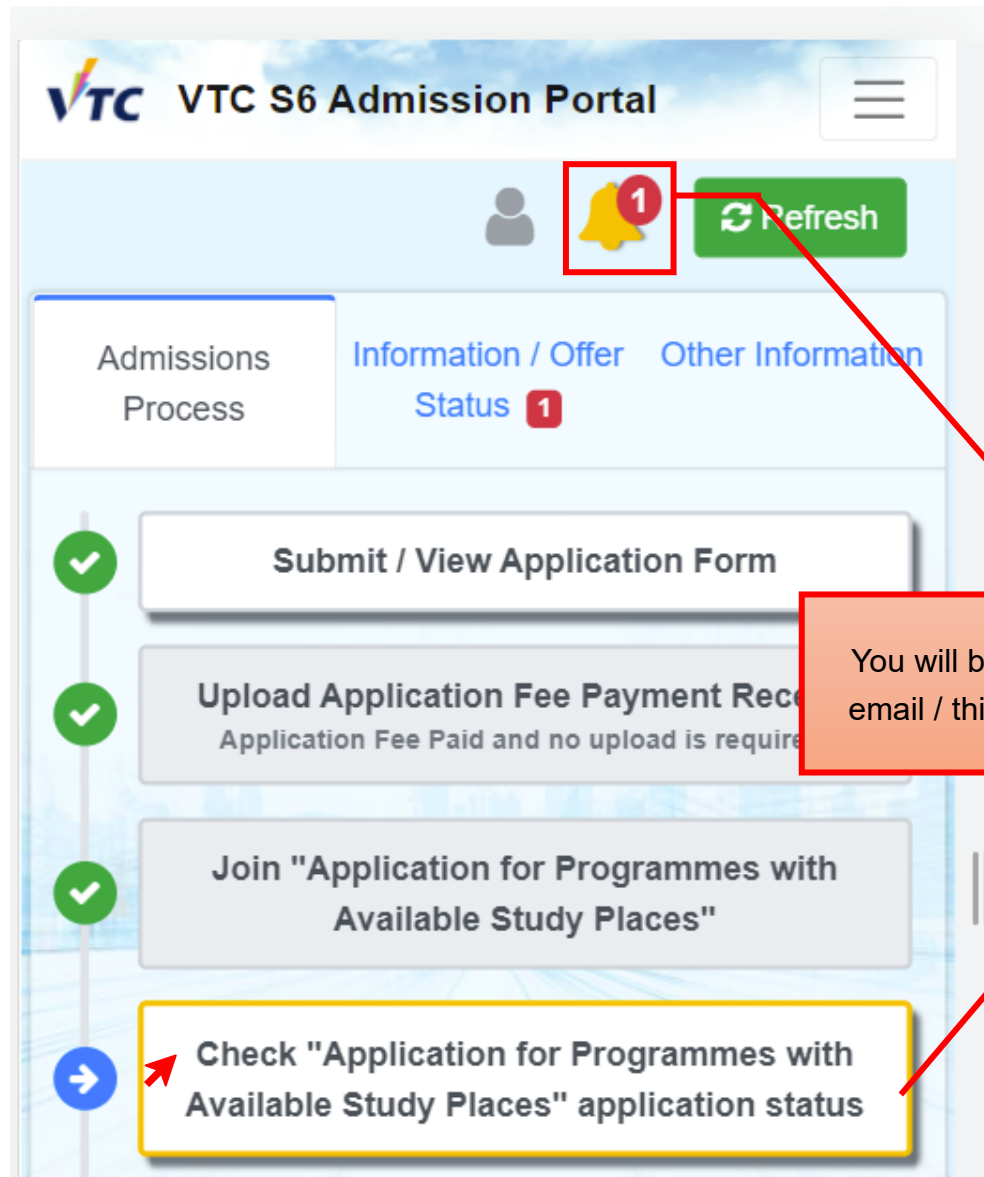 VTC VTC S6 Admission Portal
1
Refresh
Admissions
Process
Information / Offer
Status 1
Other Information
Submit / View Application Form
Upload Application Fee Payment Rec
Application Fee Paid and no upload is require
You will b
email / thi
Join "Application for Programmes with
Available Study Places"
Check "Application for Programmes with
Available Study Places" application status